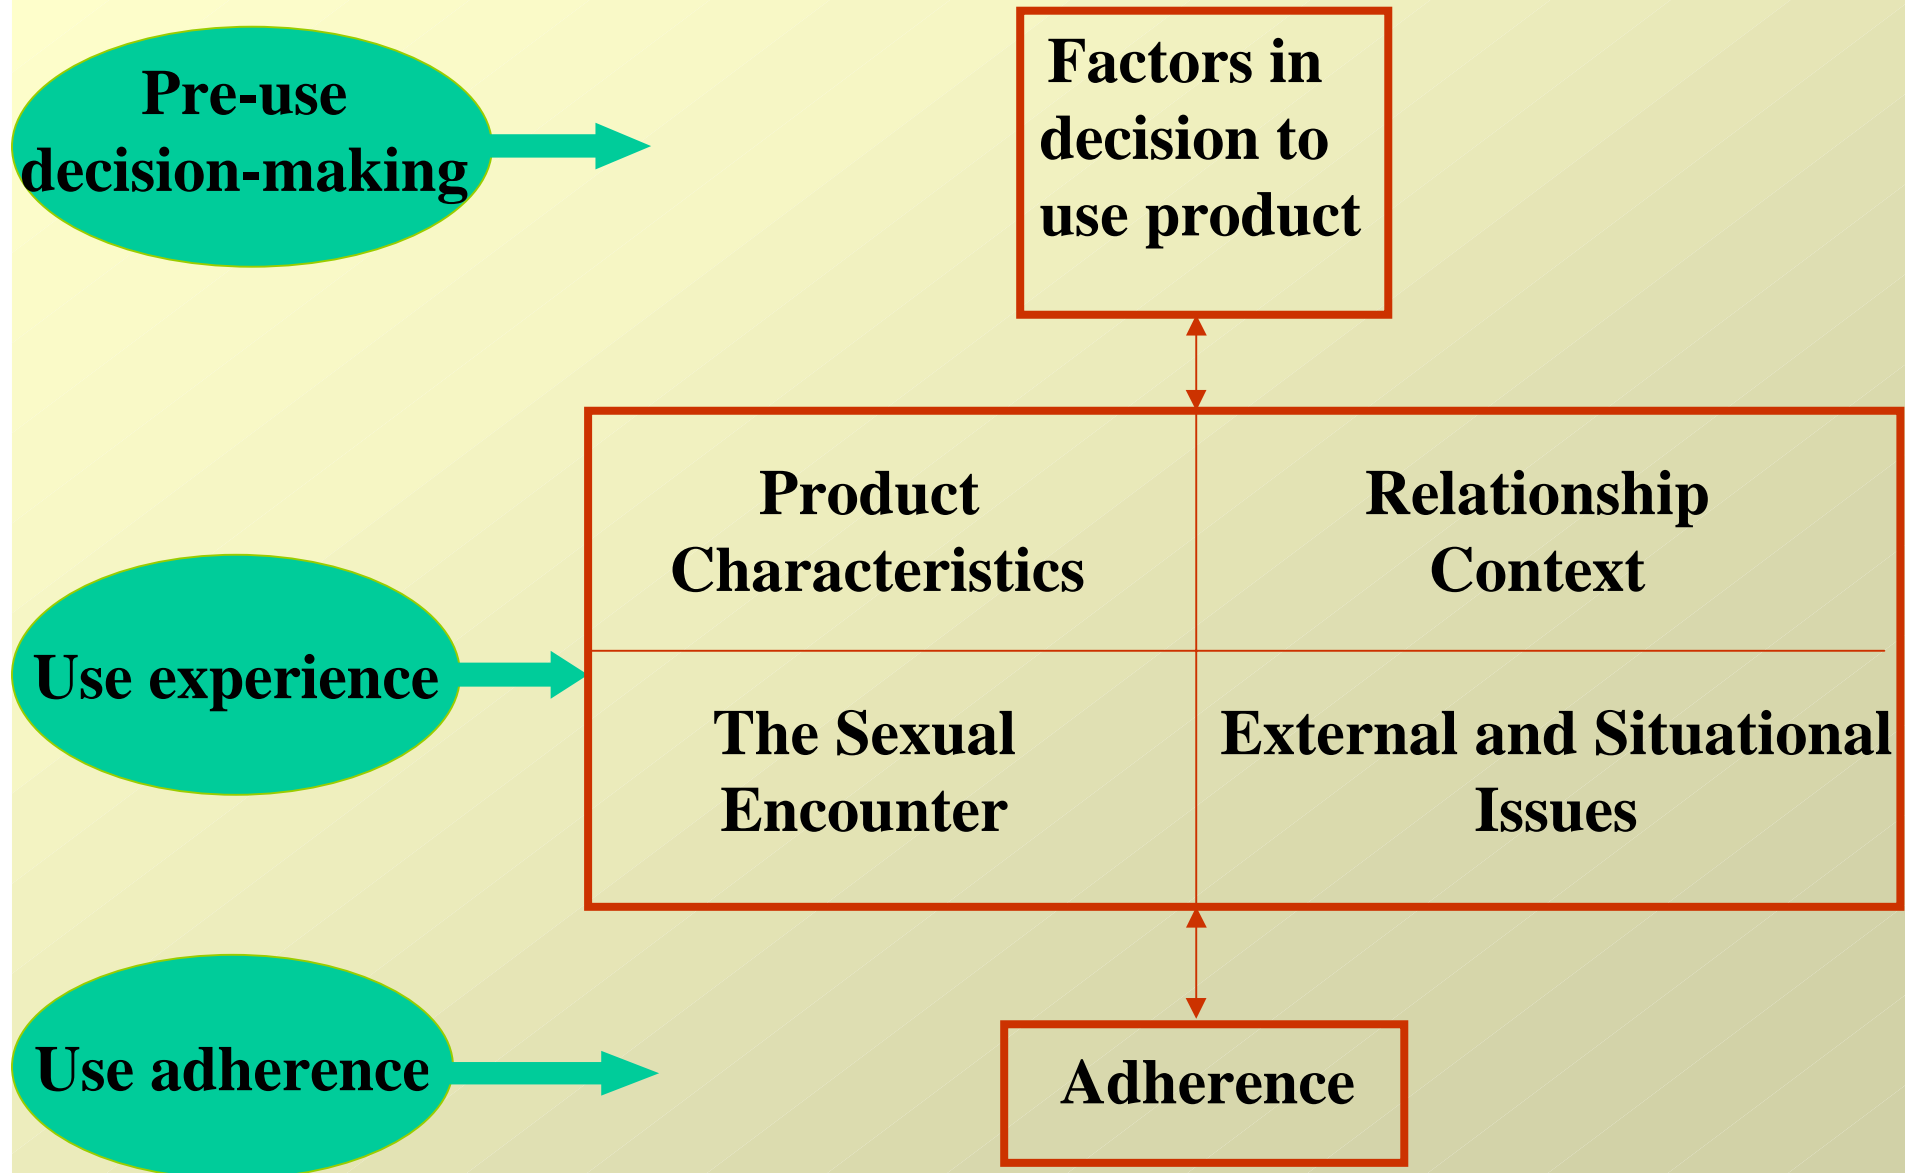 Pre-use
decision-making
Factors in
decision to
use product
Use experience
Product
Characteristics
Relationship
Context
The Sexual
Encounter
External and Situational
Issues
Use adherence
Adherence